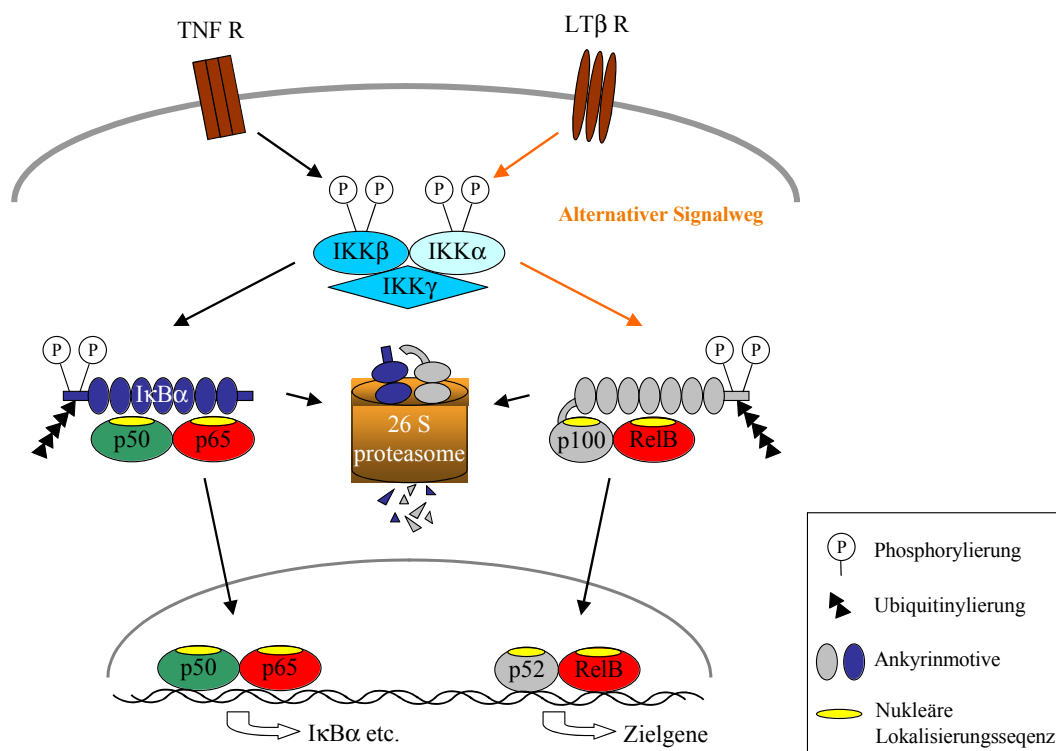 TNF R
LTβ R
P P P P
Alternativer Signalweg
IKKβ IKKα
IKKγ
P P
P P
IκBα
p50 p65
26 S
proteasome
p100 RelB
P Phosphorylierung
Ubiquitinylierung
Ankyrinmotive
Nukleäre
Lokalisierungsseqenz
p50 p65
p52 RelB
IκBα etc.
Zielgene